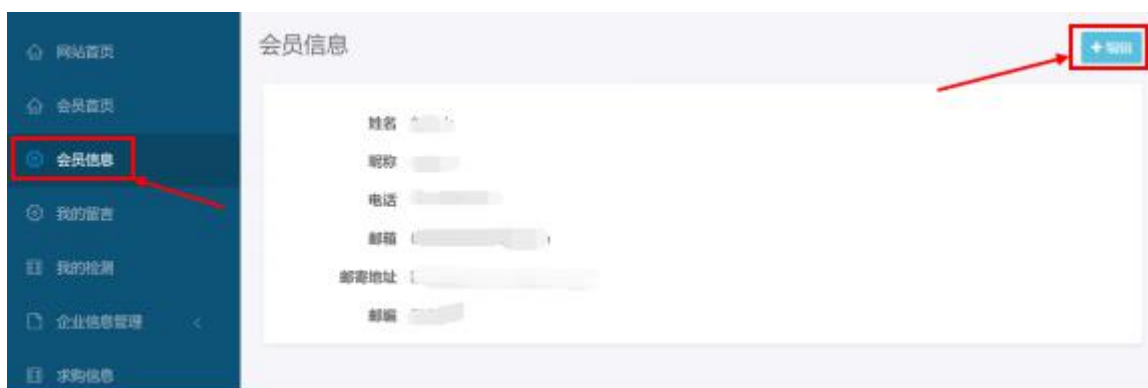 网站首页
会员首页
会员信息
我的留言
我的检测
企业信息管理
求购信息
会员信息
+ 编辑
姓名
昵称
电话
邮箱
邮寄地址
邮编